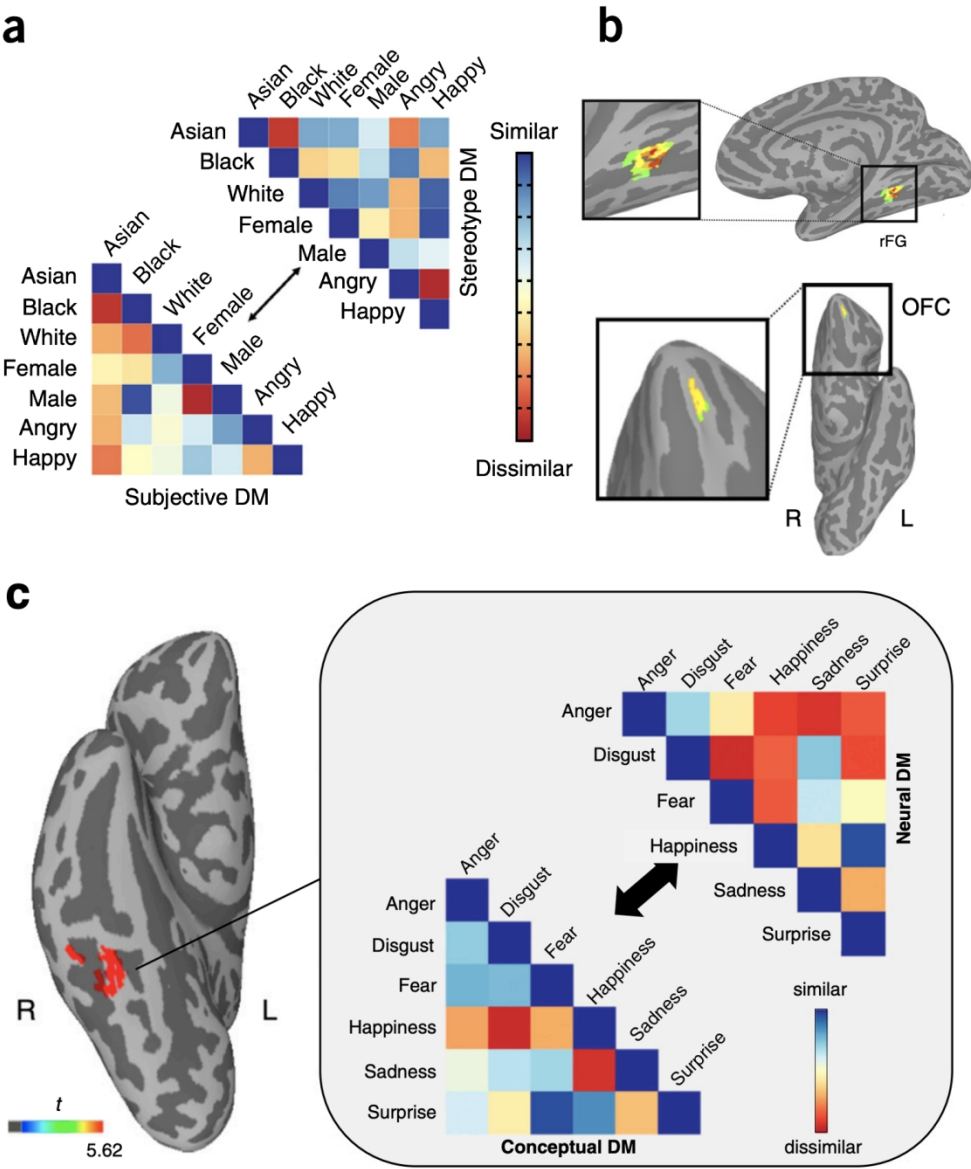 a
Asian
Black
White
Female
Male
Angry
Happy
Asian
Black
White
Female
Male
Angry
Happy
Stereotype DM
Similar
Dissimilar
Asian
Black
White
Female
Male
Angry
Happy
Asian
Black
White
Female
Male
Angry
Happy
Subjective DM
b
rFG
OFC
R
L
c
R
L
t
5.62
Anger
Disgust
Fear
Happiness
Sadness
Surprise
Anger
Disgust
Fear
Happiness
Sadness
Surprise
Neural DM
Anger
Disgust
Fear
Happiness
Sadness
Surprise
Anger
Disgust
Fear
Happiness
Sadness
Surprise
Conceptual DM
similar
dissimilar